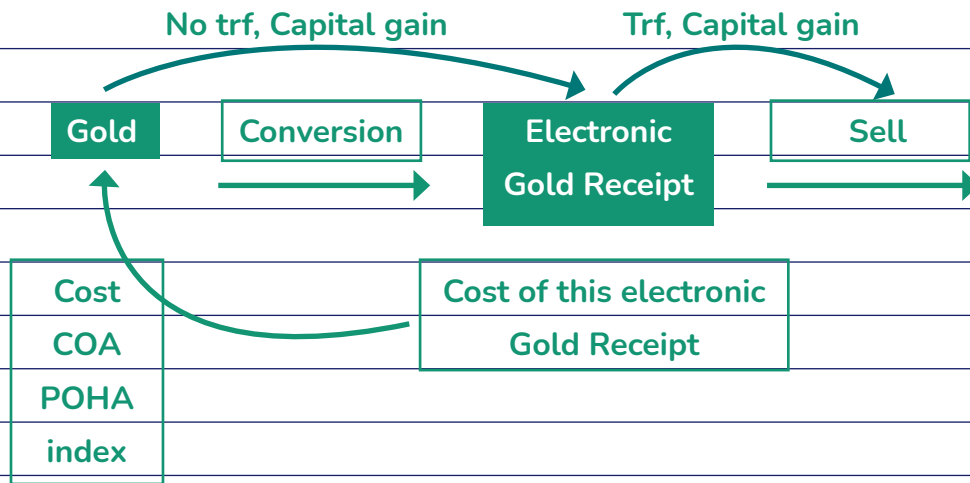 No trf, Capital gain
Trf, Capital gain
Gold
Conversion
Electronic
Gold Receipt
Sell
Cost
COA
POHA
index
Cost of this electronic
Gold Receipt